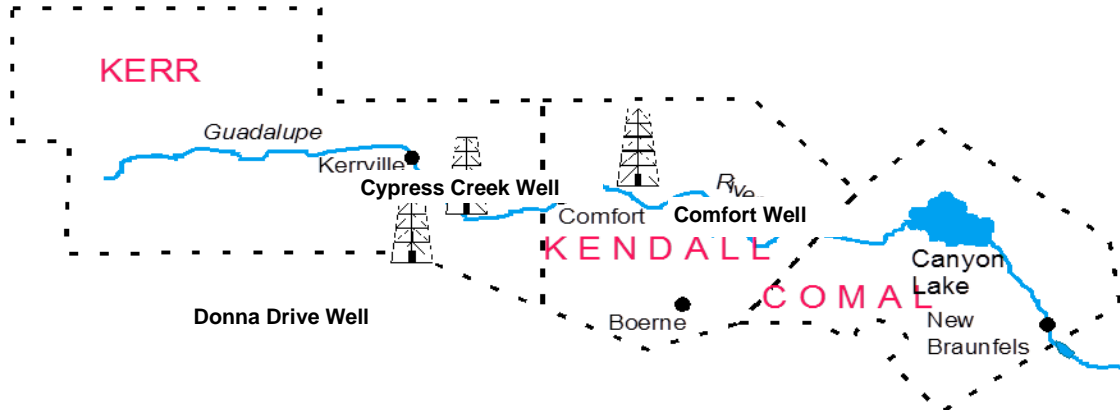 KERR
Guadalupe
Kerrville
Cypress Creek Well
Rive
Comfort
Comfort Well
KENDALL
Canyon
Lake
COMAL
Donna Drive Well
Boerne
New
Braunfels